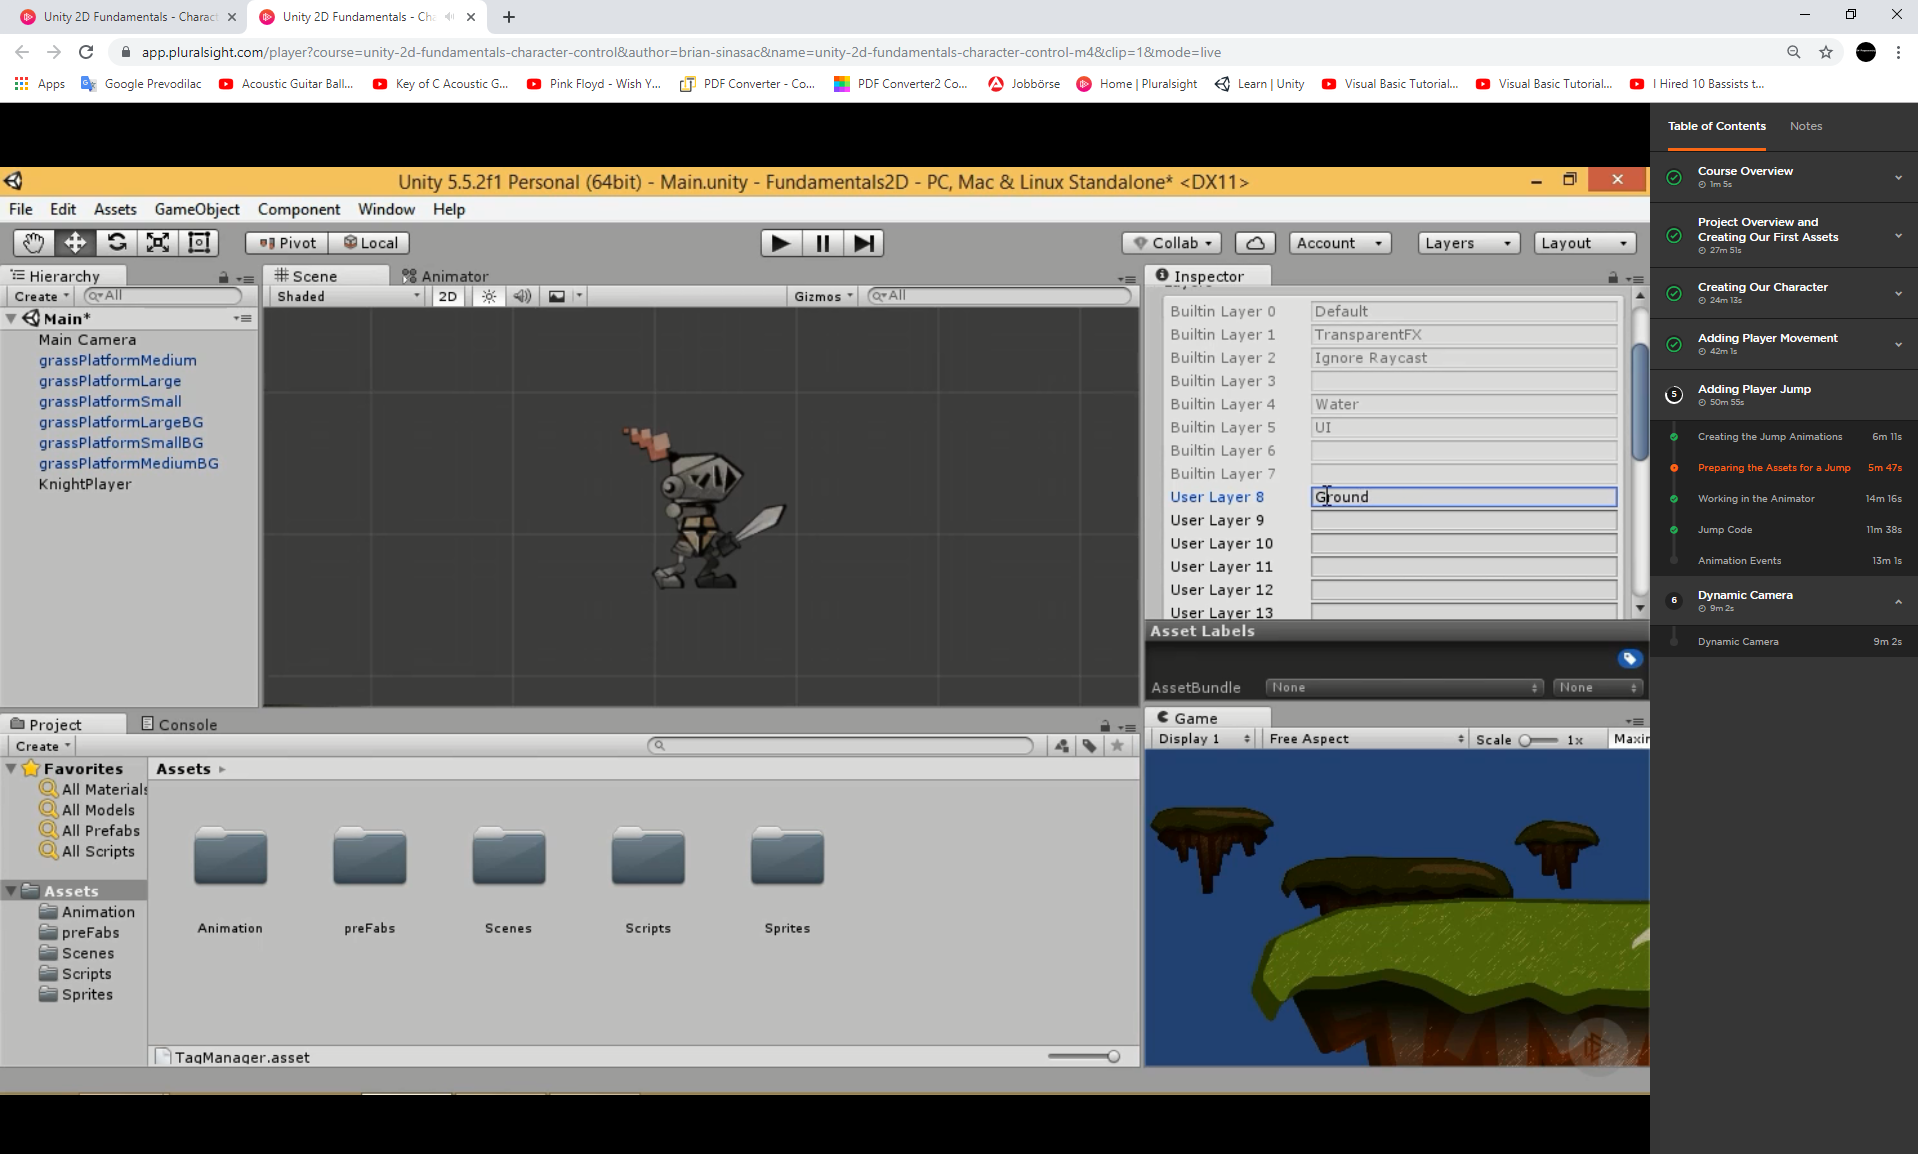 Unity 2D Fundamentals - Charact
Unity 2D Fundamentals - Cha
app.pluralsight.com/player?course=unity-2d-fundamentals-character-control&author=brian-sinasac&name=unity-2d-fundamentals-character-control-m4&clip=1&mode=live
Apps Google Prevodilac Acoustic Guitar Ball... Key of C Acoustic G... Pink Floyd - Wish Y... PDF Converter - Co... PDF Converter2 Co... Jobbörse Home | Pluralsight Learn | Unity Visual Basic Tutorial... Visual Basic Tutorial... I Hired 10 Bassists t...
Unity 5.5.2f1 Personal (64bit) - Main.unity - Fundamentals2D - PC, Mac & Linux Standalone* <DX11>
File Edit Assets GameObject Component Window Help
Pivot Local Collab Account Layers Layout
Hierarchy
Create All
Main*
Main Camera
grassPlatformMedium
grassPlatformLarge
grassPlatformSmall
grassPlatformLargeBG
grassPlatformSmallBG
grassPlatformMediumBG
KnightPlayer
Scene Animator
Shaded 2D Gizmos All
Inspector
Layers
Builtin Layer 0 Default
Builtin Layer 1 TransparentFX
Builtin Layer 2 Ignore Raycast
Builtin Layer 3
Builtin Layer 4 Water
Builtin Layer 5 UI
Builtin Layer 6
Builtin Layer 7
User Layer 8 Ground
User Layer 9
User Layer 10
User Layer 11
User Layer 12
User Layer 13
Asset Labels
AssetBundle None None
Project Console
Create
Favorites
All Materials
All Models
All Prefabs
All Scripts
Assets
Animation
preFabs
Scenes
Scripts
Sprites
Assets
Animation preFabs Scenes Scripts Sprites
TagManager.asset
Game
Display 1 Free Aspect Scale 1x Maxin
Table of Contents Notes
Course Overview
1m 5s
Project Overview and
Creating Our First Assets
27m 51s
Creating Our Character
24m 13s
Adding Player Movement
42m 1s
5 Adding Player Jump
50m 55s
Creating the Jump Animations 6m 11s
Preparing the Assets for a Jump 5m 47s
Working in the Animator 14m 16s
Jump Code 11m 38s
Animation Events 13m 1s
6 Dynamic Camera
9m 2s
Dynamic Camera 9m 2s